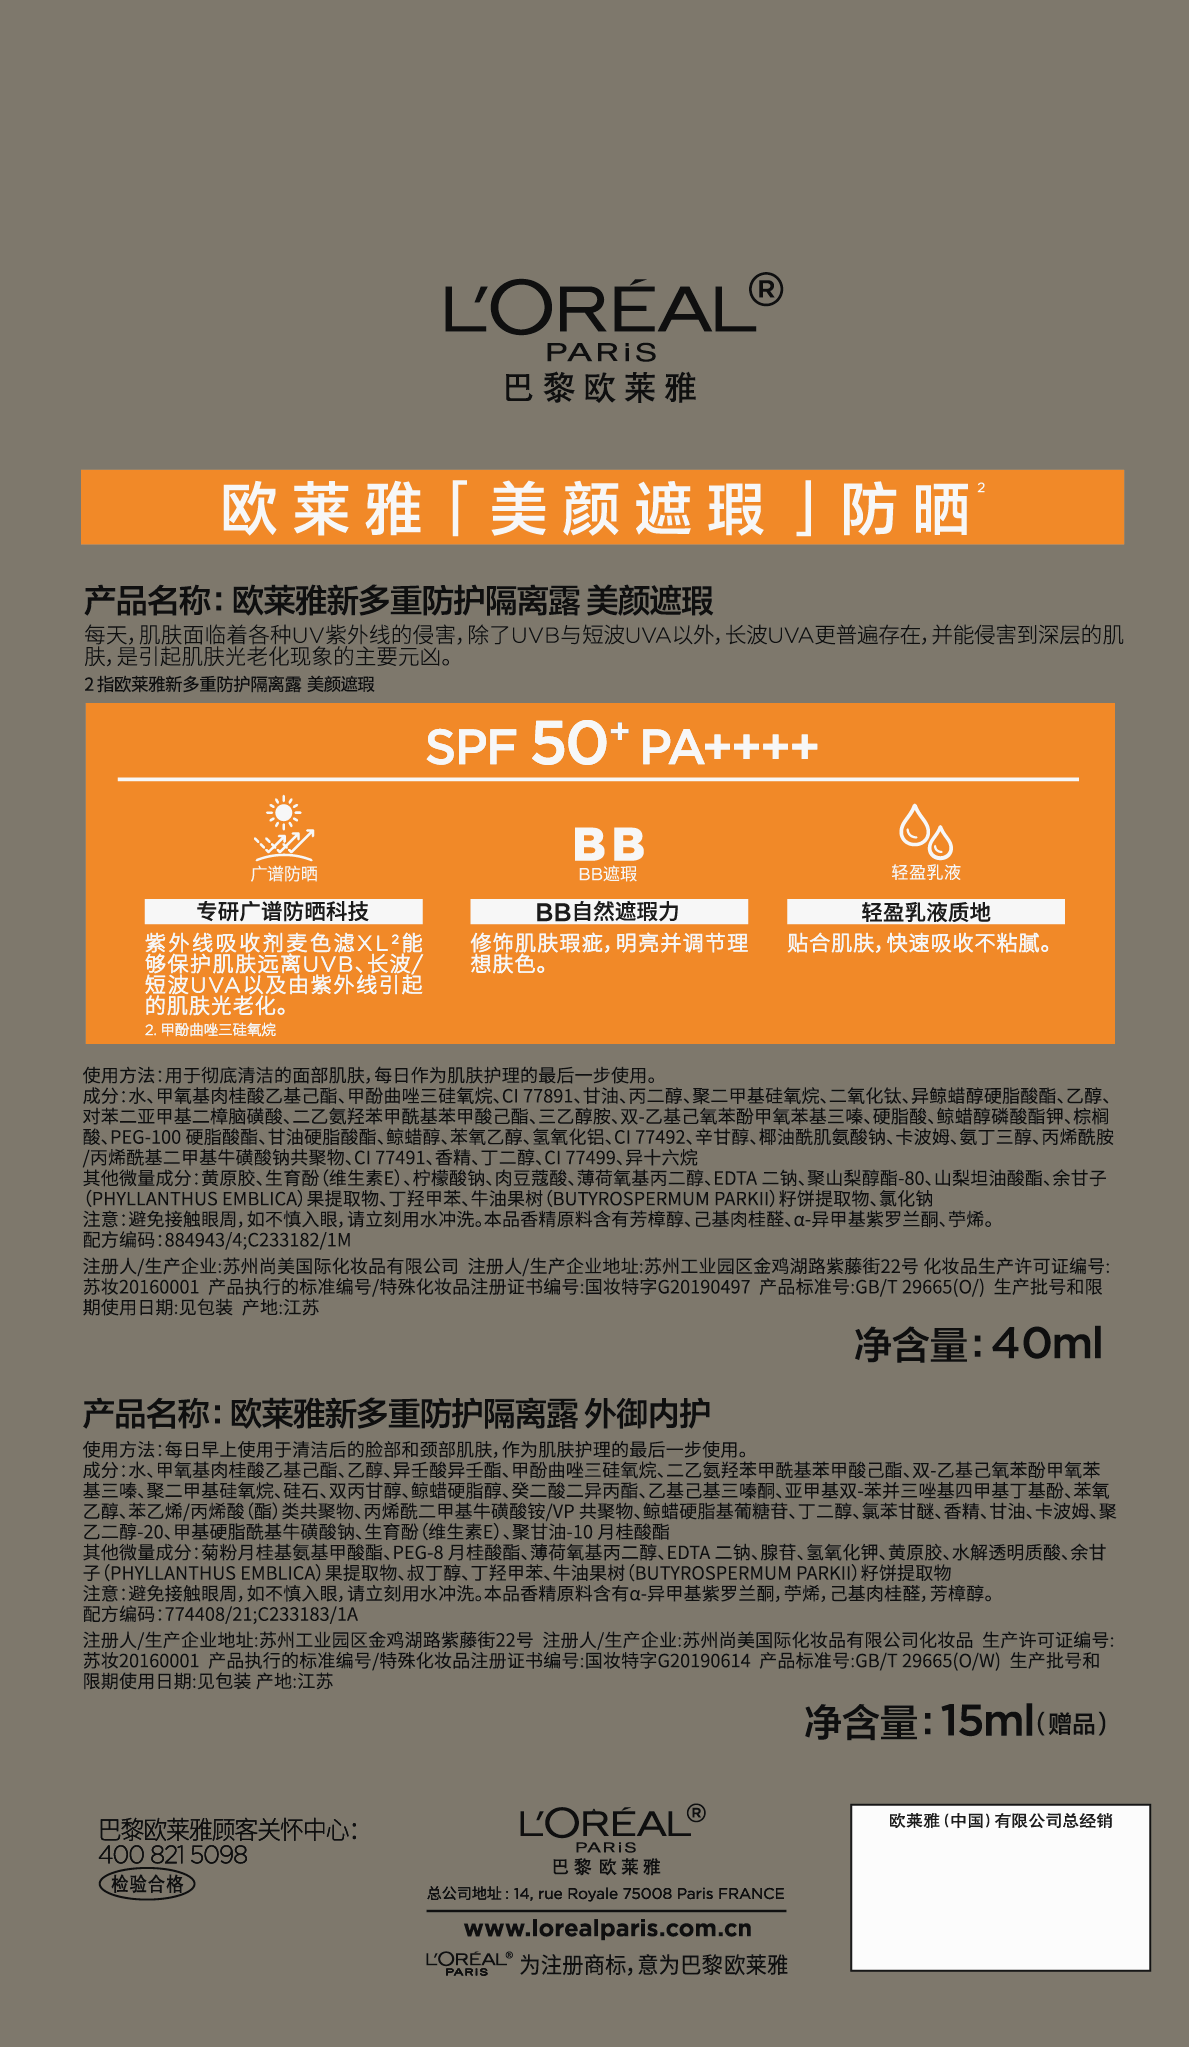 L'ORÉAL®
PARiS
巴黎欧莱雅
欧莱雅「美颜遮瑕」防晒2
产品名称：欧莱雅新多重防护隔离露 美颜遮瑕
每天，肌肤面临着各种UV紫外线的侵害，除了UVB与短波UVA以外，长波UVA更普遍存在，并能侵害到深层的肌
肤，是引起肌肤光老化现象的主要元凶。
2 指欧莱雅新多重防护隔离露 美颜遮瑕
SPF 50+ PA++++
广谱防晒
BB
BB遮瑕
轻盈乳液
专研广谱防晒科技
紫外线吸收剂麦色滤XL²能
够保护肌肤远离UVB、长波/
短波UVA以及由紫外线引起
的肌肤光老化。
2. 甲酚曲唑三硅氧烷
BB自然遮瑕力
修饰肌肤瑕疵，明亮并调节理
想肤色。
轻盈乳液质地
贴合肌肤，快速吸收不粘腻。
使用方法：用于彻底清洁的面部肌肤，每日作为肌肤护理的最后一步使用。
成分：水、甲氧基肉桂酸乙基己酯、甲酚曲唑三硅氧烷、CI 77891、甘油、丙二醇、聚二甲基硅氧烷、二氧化钛、异鲸蜡醇硬脂酸酯、乙醇、
对苯二亚甲基二樟脑磺酸、二乙氨羟苯甲酰基苯甲酸己酯、三乙醇胺、双-乙基己氧苯酚甲氧苯基三嗪、硬脂酸、鲸蜡醇磷酸酯钾、棕榈
酸、PEG-100 硬脂酸酯、甘油硬脂酸酯、鲸蜡醇、苯氧乙醇、氢氧化铝、CI 77492、辛甘醇、椰油酰肌氨酸钠、卡波姆、氨丁三醇、丙烯酰胺
/丙烯酰基二甲基牛磺酸钠共聚物、CI 77491、香精、丁二醇、CI 77499、异十六烷
其他微量成分：黄原胶、生育酚（维生素E）、柠檬酸钠、肉豆蔻酸、薄荷氧基丙二醇、EDTA 二钠、聚山梨醇酯-80、山梨坦油酸酯、余甘子
（PHYLLANTHUS EMBLICA）果提取物、丁羟甲苯、牛油果树（BUTYROSPERMUM PARKII）籽饼提取物、氯化钠
注意：避免接触眼周，如不慎入眼，请立刻用水冲洗。本品香精原料含有芳樟醇、己基肉桂醛、α-异甲基紫罗兰酮、苧烯。
配方编码：884943/4;C233182/1M
注册人/生产企业:苏州尚美国际化妆品有限公司 注册人/生产企业地址:苏州工业园区金鸡湖路紫藤街22号 化妆品生产许可证编号:
苏妆20160001 产品执行的标准编号/特殊化妆品注册证书编号:国妆特字G20190497 产品标准号:GB/T 29665(O/) 生产批号和限
期使用日期:见包装 产地:江苏
净含量：40ml
产品名称：欧莱雅新多重防护隔离露 外御内护
使用方法：每日早上使用于清洁后的脸部和颈部肌肤，作为肌肤护理的最后一步使用。
成分：水、甲氧基肉桂酸乙基己酯、乙醇、异壬酸异壬酯、甲酚曲唑三硅氧烷、二乙氨羟苯甲酰基苯甲酸己酯、双-乙基己氧苯酚甲氧苯
基三嗪、聚二甲基硅氧烷、硅石、双丙甘醇、鲸蜡硬脂醇、癸二酸二异丙酯、乙基己基三嗪酮、亚甲基双-苯并三唑基四甲基丁基酚、苯氧
乙醇、苯乙烯/丙烯酸（酯）类共聚物、丙烯酰二甲基牛磺酸铵/VP 共聚物、鲸蜡硬脂基葡糖苷、丁二醇、氯苯甘醚、香精、甘油、卡波姆、聚
乙二醇-20、甲基硬脂酰基牛磺酸钠、生育酚（维生素E）、聚甘油-10 月桂酸酯
其他微量成分：菊粉月桂基氨基甲酸酯、PEG-8 月桂酸酯、薄荷氧基丙二醇、EDTA 二钠、腺苷、氢氧化钾、黄原胶、水解透明质酸、余甘
子（PHYLLANTHUS EMBLICA）果提取物、叔丁醇、丁羟甲苯、牛油果树（BUTYROSPERMUM PARKII）籽饼提取物
注意：避免接触眼周，如不慎入眼，请立刻用水冲洗。本品香精原料含有α-异甲基紫罗兰酮，苧烯，己基肉桂醛，芳樟醇。
配方编码：774408/21;C233183/1A
注册人/生产企业地址:苏州工业园区金鸡湖路紫藤街22号 注册人/生产企业:苏州尚美国际化妆品有限公司化妆品 生产许可证编号:
苏妆20160001 产品执行的标准编号/特殊化妆品注册证书编号:国妆特字G20190614 产品标准号:GB/T 29665(O/W) 生产批号和
限期使用日期:见包装 产地:江苏
净含量：15ml（赠品）
巴黎欧莱雅顾客关怀中心：
400 821 5098
检验合格
L'ORÉAL®
PARiS
巴黎欧莱雅
总公司地址：14, rue Royale 75008 Paris FRANCE
www.lorealparis.com.cn
L'ORÉAL® PARiS 为注册商标，意为巴黎欧莱雅
欧莱雅（中国）有限公司总经销